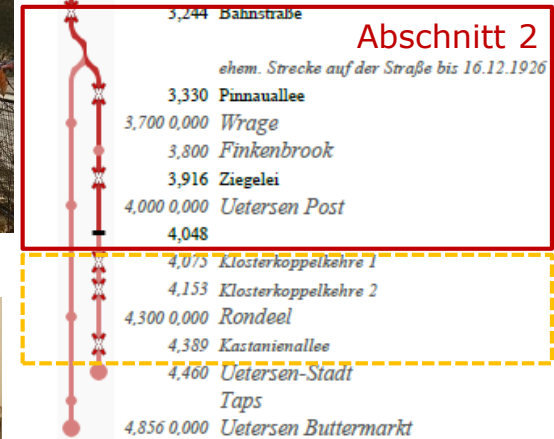 3,244 Bahnstraße
Abschnitt 2
ehem. Strecke auf der Straße bis 16.12.1926
3,330 Pinnauallee
3,700 0,000 Wrage
3,800 Finkenbrook
3,916 Ziegelei
4,000 0,000 Uetersen Post
4,048
4,075 Klosterkoppelkehre 1
4,153 Klosterkoppelkehre 2
4,300 0,000 Rondeel
4,389 Kastanienallee
4,460 Uetersen-Stadt
Taps
4,856 0,000 Uetersen Buttermarkt